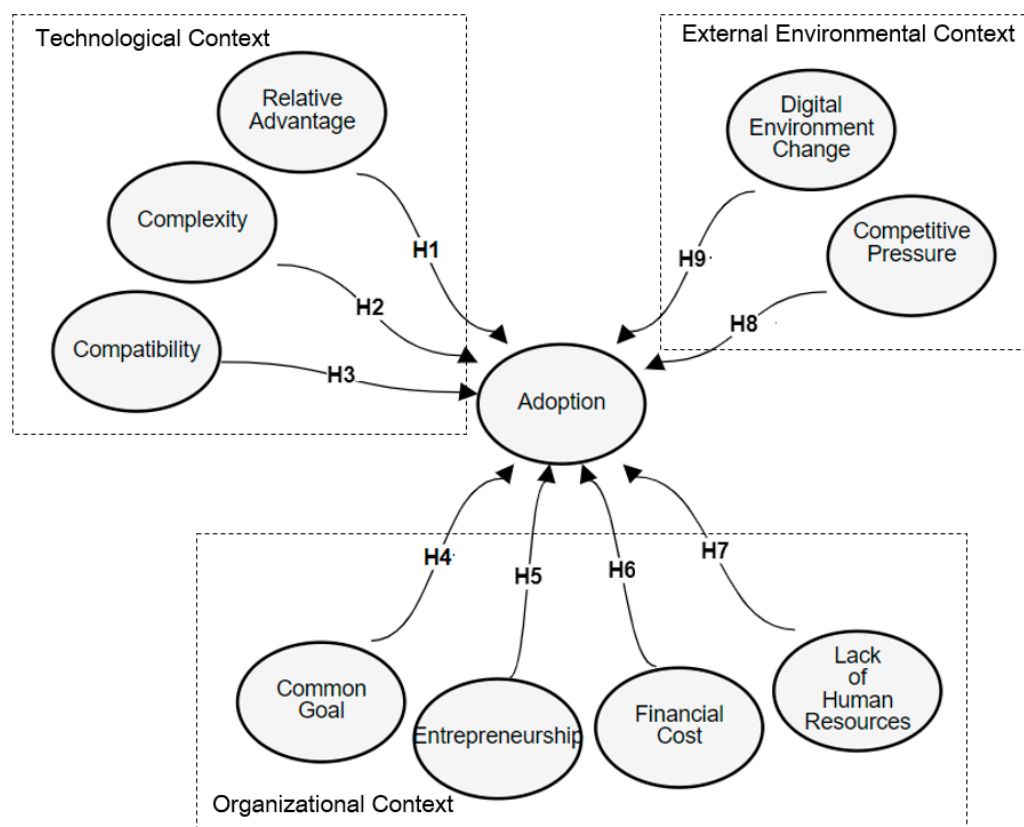 Technological Context
External Environmental Context
Relative
Advantage
Digital
Environment
Change
Complexity
Competitive
Pressure
H1
H9
H2
H8
Compatibility
H3
Adoption
H4
H5
H6
H7
Common
Goal
Entrepreneurship
Financial
Cost
Lack
of
Human
Resources
Organizational Context